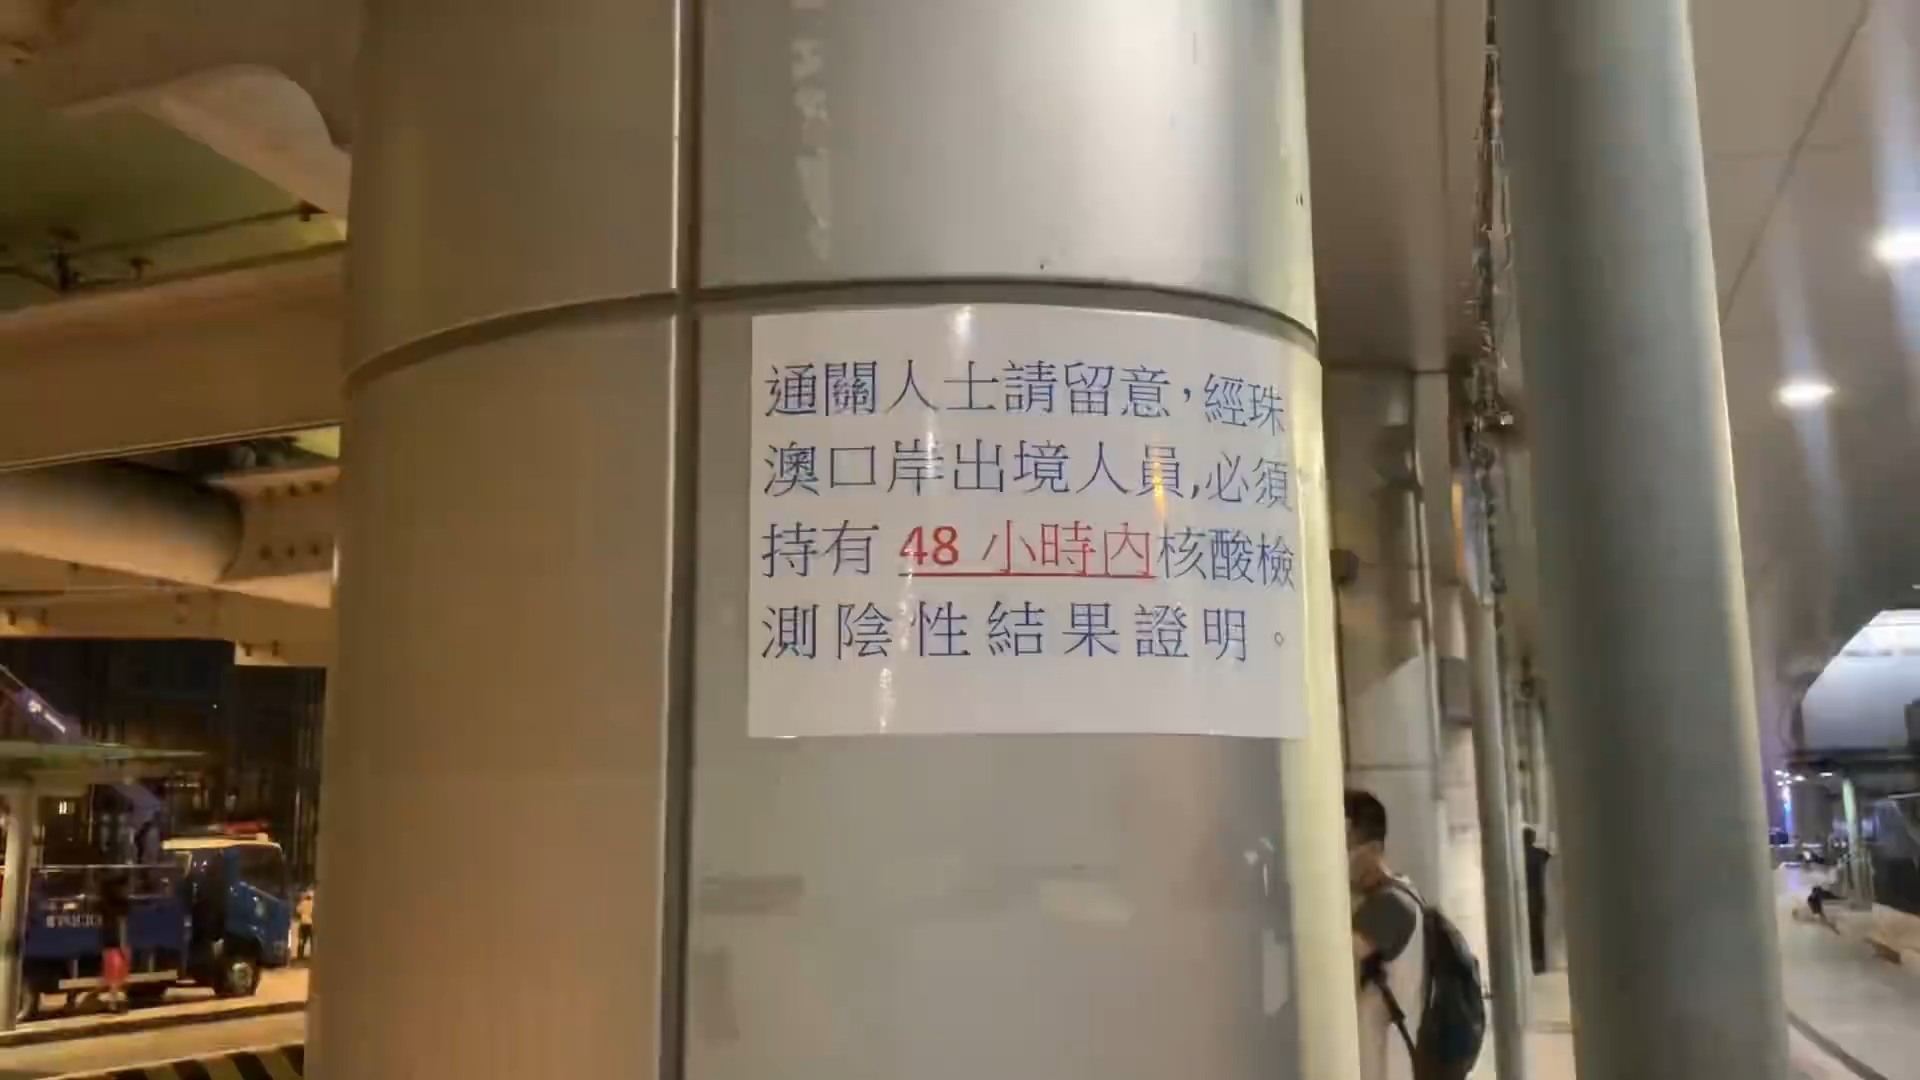 通關人士請留意，經珠
澳口岸出境人員,必須
持有 48 小時內核酸檢
測陰性結果證明。